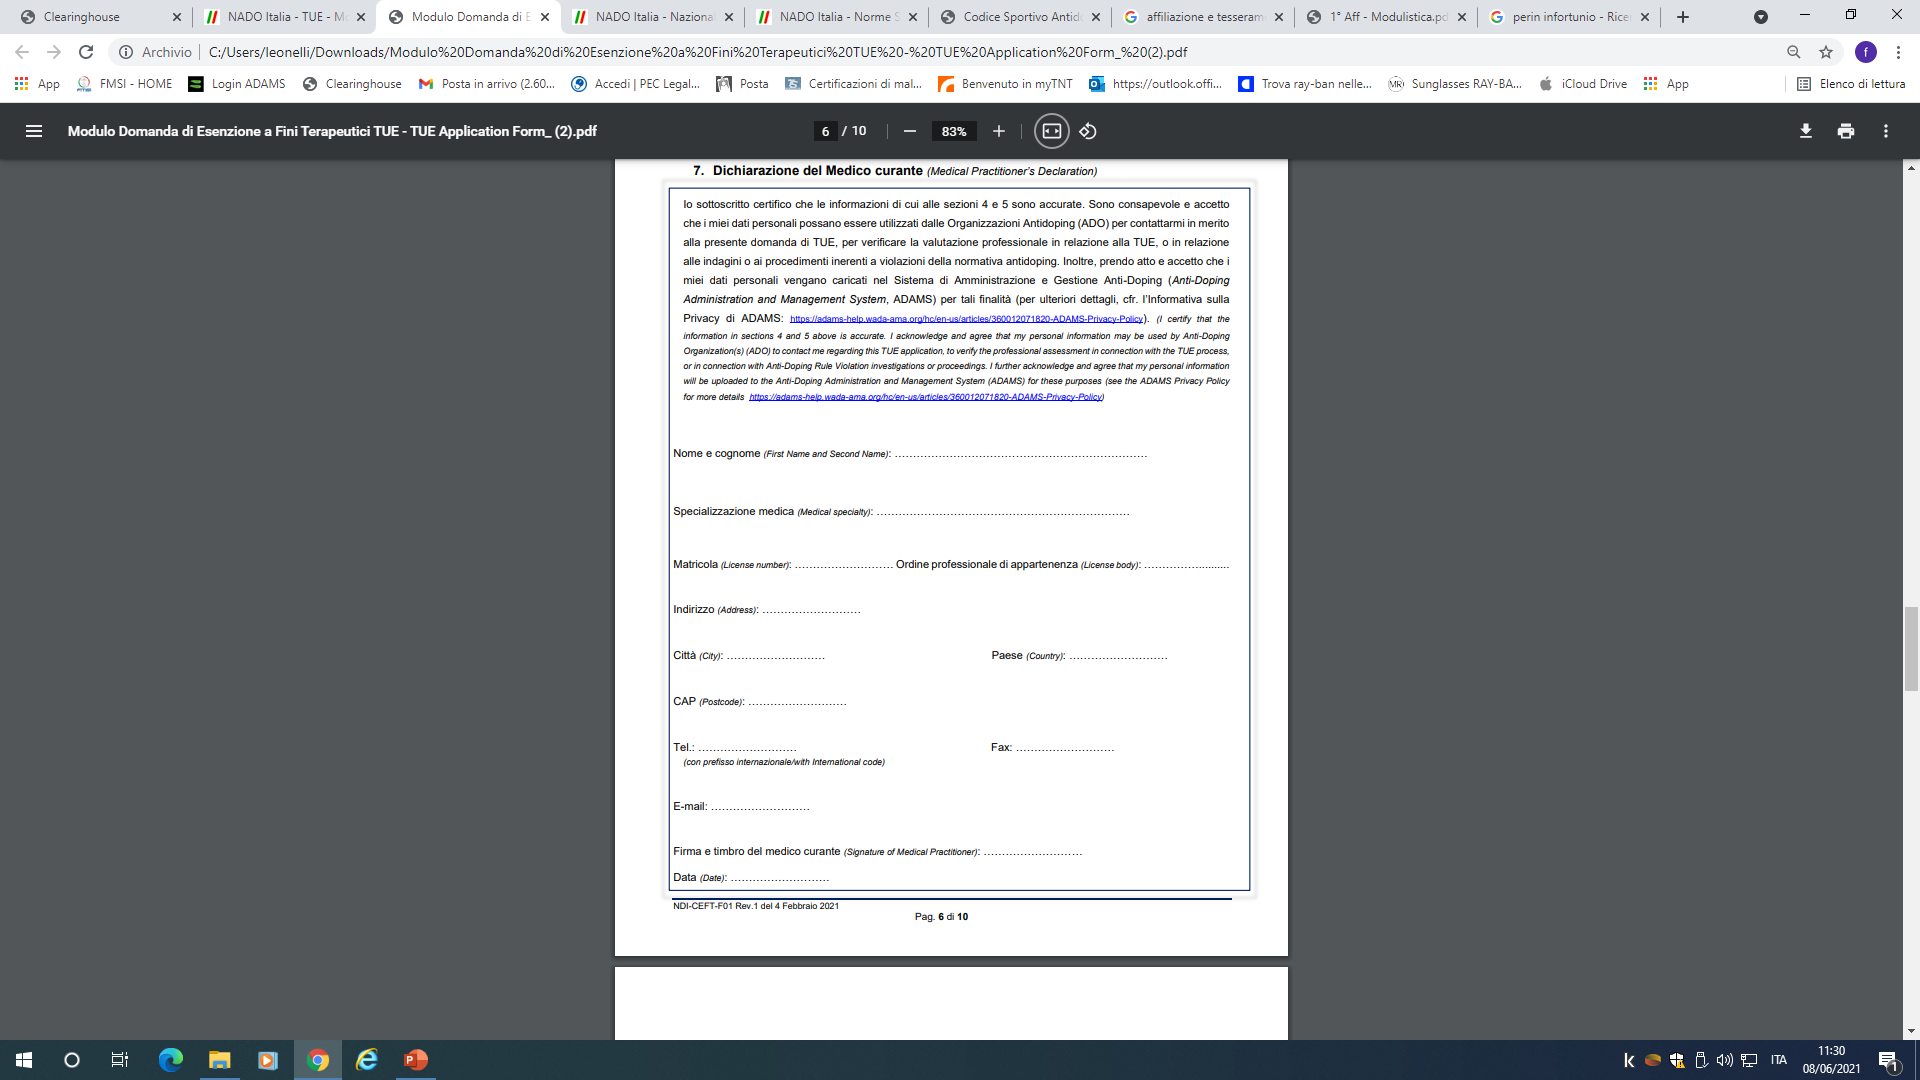 Clearinghouse
NADO Italia - TUE - Mo
Modulo Domanda di E
NADO Italia - Nazional
NADO Italia - Norme S
Codice Sportivo Antido
affiliazione e tesseram
1° Aff - Modulistica.pd
perin infortunio - Rice
Archivio
C:/Users/leonelli/Downloads/Modulo%20Domanda%20di%20Esenzione%20a%20Fini%20Terapeutici%20TUE%20-%20TUE%20Application%20Form_%20(2).pdf
f
App
FMSI - HOME
Login ADAMS
Clearinghouse
Posta in arrivo (2.60...
Accedi | PEC Legal...
Posta
Certificazioni di mal...
Benvenuto in myTNT
https://outlook.offi...
Trova ray-ban nelle...
Sunglasses RAY-BA...
iCloud Drive
App
Elenco di lettura
Modulo Domanda di Esenzione a Fini Terapeutici TUE - TUE Application Form_ (2).pdf
6 / 10
83%
7. Dichiarazione del Medico curante (Medical Practitioner's Declaration)
Io sottoscritto certifico che le informazioni di cui alle sezioni 4 e 5 sono accurate. Sono consapevole e accetto
che i miei dati personali possano essere utilizzati dalle Organizzazioni Antidoping (ADO) per contattarmi in merito
alla presente domanda di TUE, per verificare la valutazione professionale in relazione alla TUE, o in relazione
alle indagini o ai procedimenti inerenti a violazioni della normativa antidoping. Inoltre, prendo atto e accetto che i
miei dati personali vengano caricati nel Sistema di Amministrazione e Gestione Anti-Doping (Anti-Doping
Administration and Management System, ADAMS) per tali finalità (per ulteriori dettagli, cfr. l'Informativa sulla
Privacy di ADAMS: https://adams-help.wada-ama.org/hc/en-us/articles/360012071820-ADAMS-Privacy-Policy). (I certify that the
information in sections 4 and 5 above is accurate. I acknowledge and agree that my personal information may be used by Anti-Doping
Organization(s) (ADO) to contact me regarding this TUE application, to verify the professional assessment in connection with the TUE process,
or in connection with Anti-Doping Rule Violation investigations or proceedings. I further acknowledge and agree that my personal information
will be uploaded to the Anti-Doping Administration and Management System (ADAMS) for these purposes (see the ADAMS Privacy Policy
for more details https://adams-help.wada-ama.org/hc/en-us/articles/360012071820-ADAMS-Privacy-Policy)
Nome e cognome (First Name and Second Name): ……………………………………………………………
Specializzazione medica (Medical specialty): ……………………………………………………………
Matricola (License number): ……………………… Ordine professionale di appartenenza (License body): ……………..........
Indirizzo (Address): ………………………
Città (City): ………………………
Paese (Country): ………………………
CAP (Postcode): ………………………
Tel.: ………………………
Fax: ………………………
(con prefisso internazionale/with International code)
E-mail: ………………………
Firma e timbro del medico curante (Signature of Medical Practitioner): ………………………
Data (Date): ………………………
NDI-CEFT-F01 Rev.1 del 4 Febbraio 2021
Pag. 6 di 10
ITA
11:30
08/06/2021
1